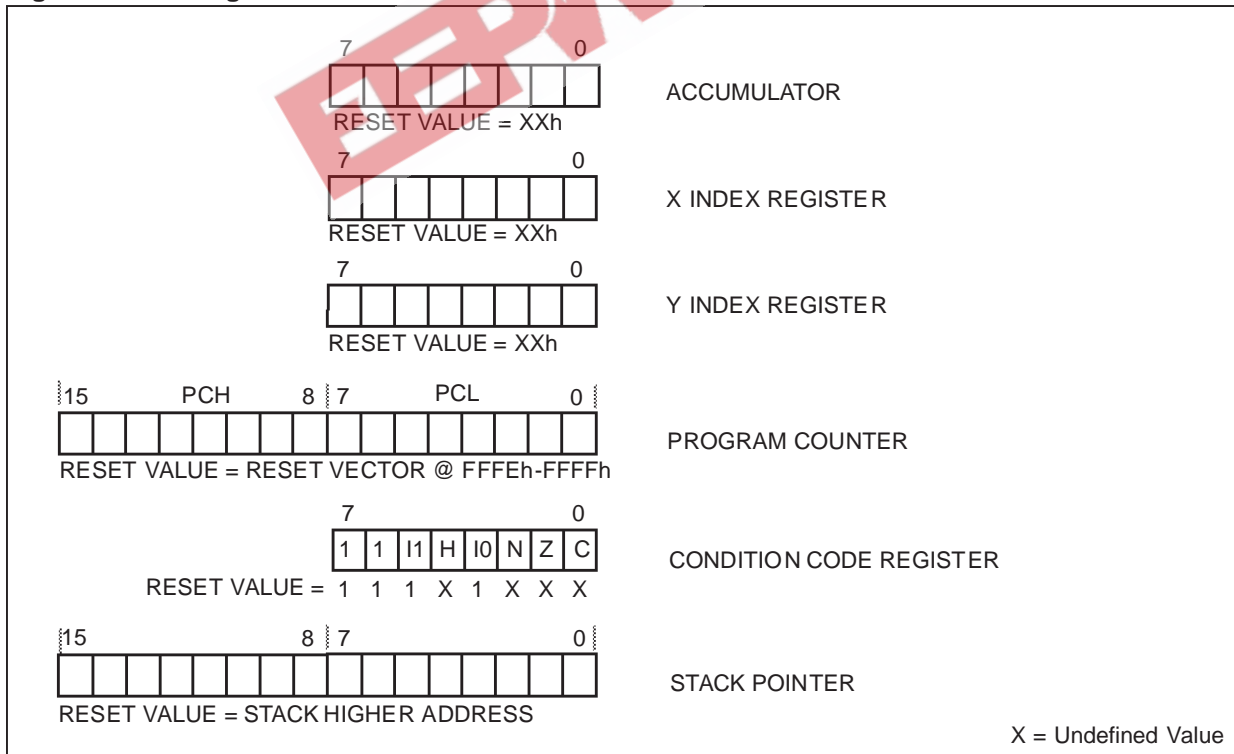 7 0
ACCUMULATOR
RESET VALUE = XXh
7 0
X INDEX REGISTER
RESET VALUE = XXh
7 0
Y INDEX REGISTER
RESET VALUE = XXh
15 PCH 8 7 PCL 0
PROGRAM COUNTER
RESET VALUE = RESET VECTOR @ FFFEh-FFFFh
7 0
1 1 I1 H I0 N Z C
CONDITION CODE REGISTER
RESET VALUE = 1 1 1 X 1 X X X
15 8 7 0
STACK POINTER
RESET VALUE = STACK HIGHER ADDRESS
X = Undefined Value